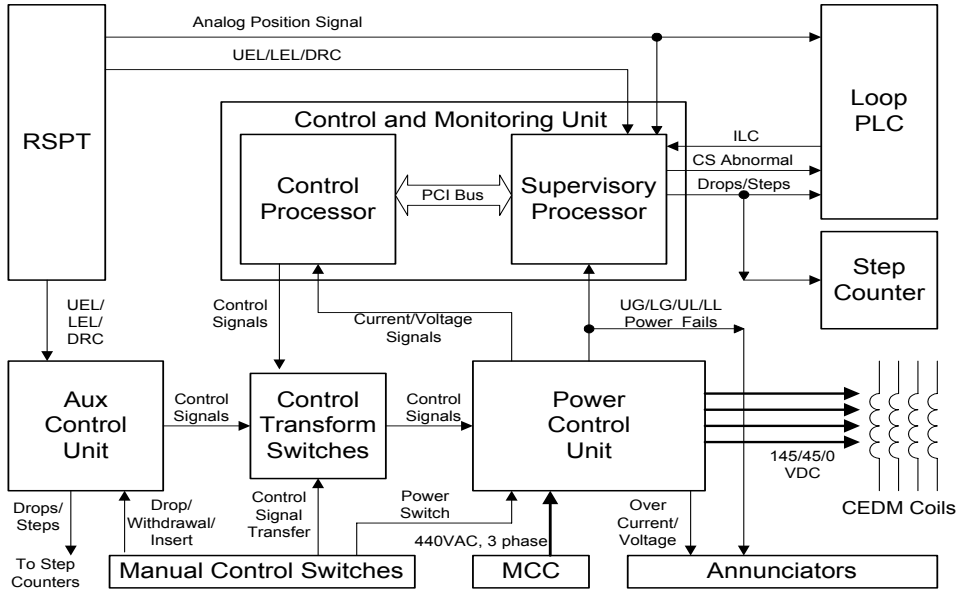 Analog Position Signal
UEL/LEL/DRC
RSPT
Control and Monitoring Unit
Control
Processor
PCI Bus
Supervisory
Processor
ILC
CS Abnormal
Drops/Steps
Loop
PLC
Step
Counter
UEL/
LEL/
DRC
Control
Signals
Current/Voltage
Signals
UG/LG/UL/LL
Power Fails
Aux
Control
Unit
Control
Signals
Control
Transform
Switches
Control
Signals
Power
Control
Unit
145/45/0
VDC
CEDM Coils
Drops/
Steps
Drop/
Withdrawal/
Insert
Control
Signal
Transfer
Power
Switch
440VAC, 3 phase
Over
Current/
Voltage
To Step
Counters
Manual Control Switches
MCC
Annunciators